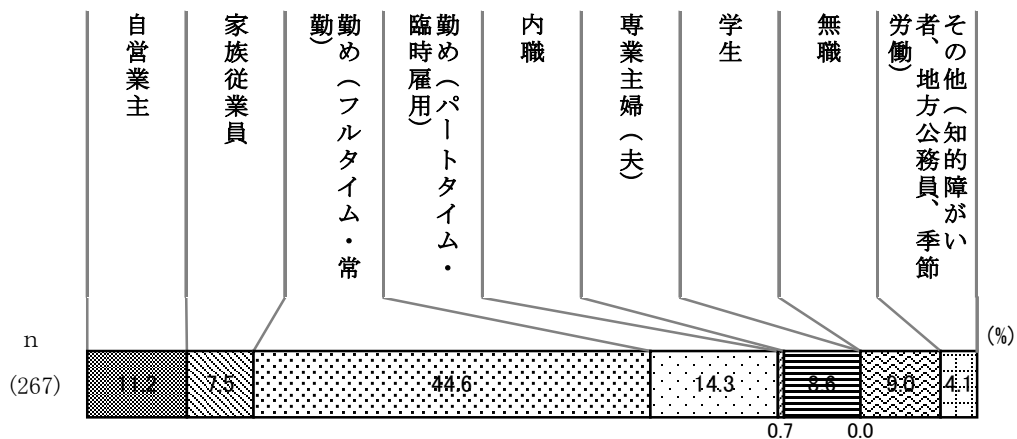 自営業主
家族従業員
勤め（フルタイム・常
勤）
勤め（パートタイム・
臨時雇用）
内職
専業主婦（夫）
学生
無職
その他（知的障がい
者、地方公務員、季節
労働）
n
(%)
(267)
11.2
7.5
44.6
14.3
8.6
9.0
4.1
0.7
0.0